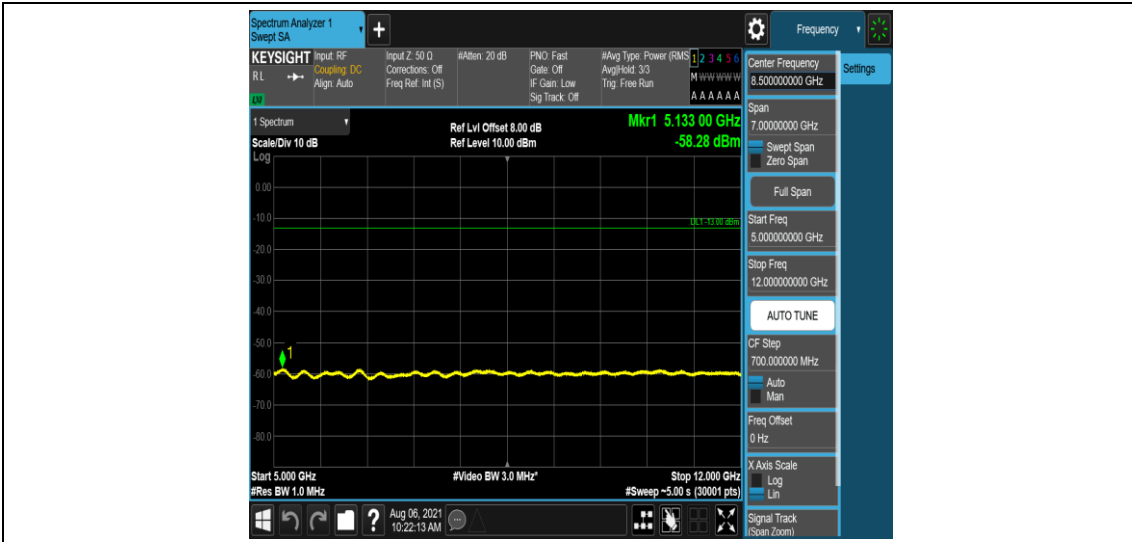 Spectrum Analyzer 1
Swept SA
Frequency
KEYSIGHT
RL
LXI
Input: RF
Coupling: DC
Align: Auto
Input Z: 50 Ω
Corrections: Off
Freq Ref: Int (S)
#Atten: 20 dB
PNO: Fast
Gate: Off
IF Gain: Low
Sig Track: Off
#Avg Type: Power (RMS
Avg|Hold: 3/3
Trig: Free Run
1 2 3 4 5 6
M W W W W W
A A A A A A
1 Spectrum
Scale/Div 10 dB
Log
Ref Lvl Offset 8.00 dB
Ref Level 10.00 dBm
Mkr1 5.133 00 GHz
-58.28 dBm
0.00
-10.0
DL1 -13.00 dBm
-20.0
-30.0
-40.0
-50.0
1
-60.0
-70.0
-80.0
Start 5.000 GHz
#Res BW 1.0 MHz
#Video BW 3.0 MHz*
Stop 12.000 GHz
#Sweep ~5.00 s (30001 pts)
?
Aug 06, 2021
10:22:13 AM
Center Frequency
8.500000000 GHz
Settings
Span
7.00000000 GHz
Swept Span
Zero Span
Full Span
Start Freq
5.000000000 GHz
Stop Freq
12.000000000 GHz
AUTO TUNE
CF Step
700.000000 MHz
Auto
Man
Freq Offset
0 Hz
X Axis Scale
Log
Lin
Signal Track
(Span Zoom)